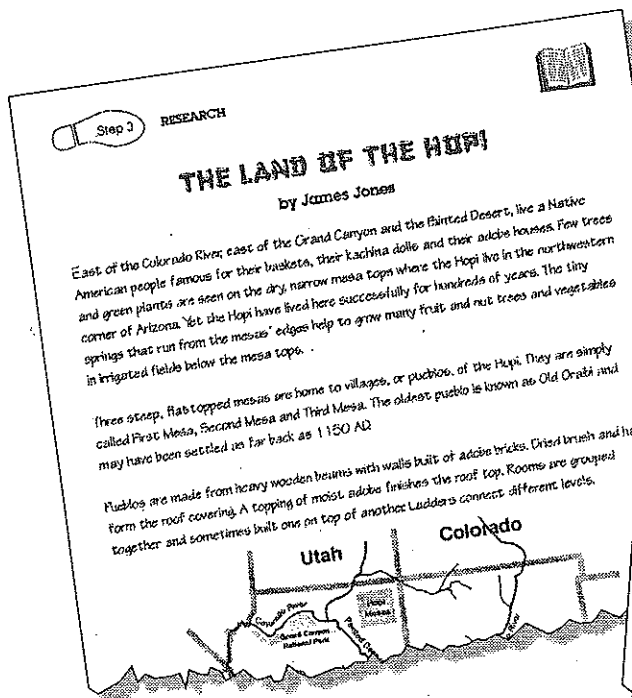 Step 3
RESEARCH
THE LAND OF THE HOPI
by James Jones
East of the Colorado River, east of the Grand Canyon and the Painted Desert, live a Native
American people famous for their baskets, their kachina dolls and their adobe houses. Few trees
and green plants are seen on the dry, narrow mesa tops where the Hopi live in the northwestern
corner of Arizona. Yet the Hopi have lived here successfully for hundreds of years. The tiny
springs that run from the mesas' edges help to grow many fruit and nut trees and vegetables
in irrigated fields below the mesa tops.
Three steep, flat topped mesas are home to villages, or pueblos, of the Hopi. They are simply
called First Mesa, Second Mesa and Third Mesa. The oldest pueblo is known as Old Orabi and
may have been settled as far back as 1150 AD
Pueblos are made from heavy wooden beams with walls built of adobe bricks. Dried brush and
form the roof covering. A topping of moist adobe finishes the roof top. Rooms are grouped
together and sometimes built one on top of another Ladders connect different levels.
Utah
Colorado
Colorado River
Grand Canyon
National Park
Painted
Hopi
Mesas